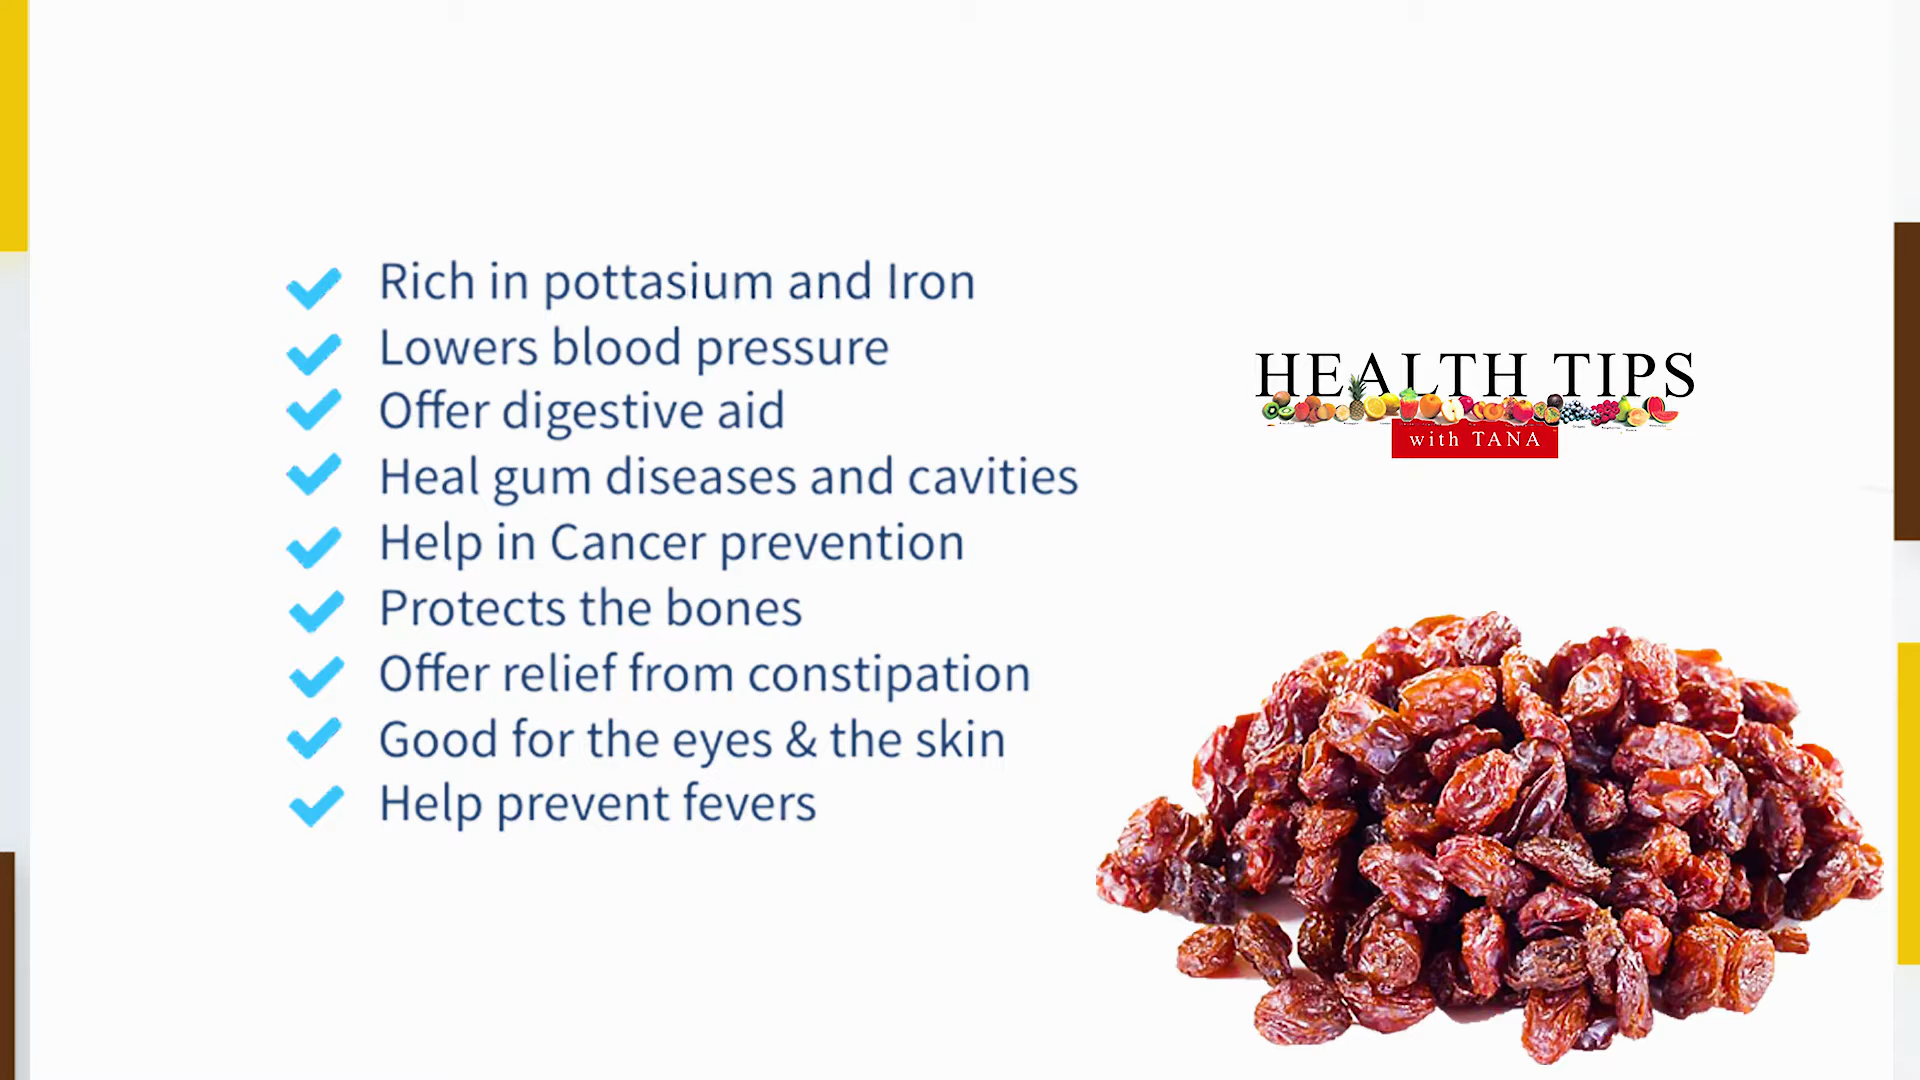 Rich in pottasium and Iron
Lowers blood pressure
Offer digestive aid
Heal gum diseases and cavities
Help in Cancer prevention
Protects the bones
Offer relief from constipation
Good for the eyes & the skin
Help prevent fevers
HEALTH TIPS
with TANA